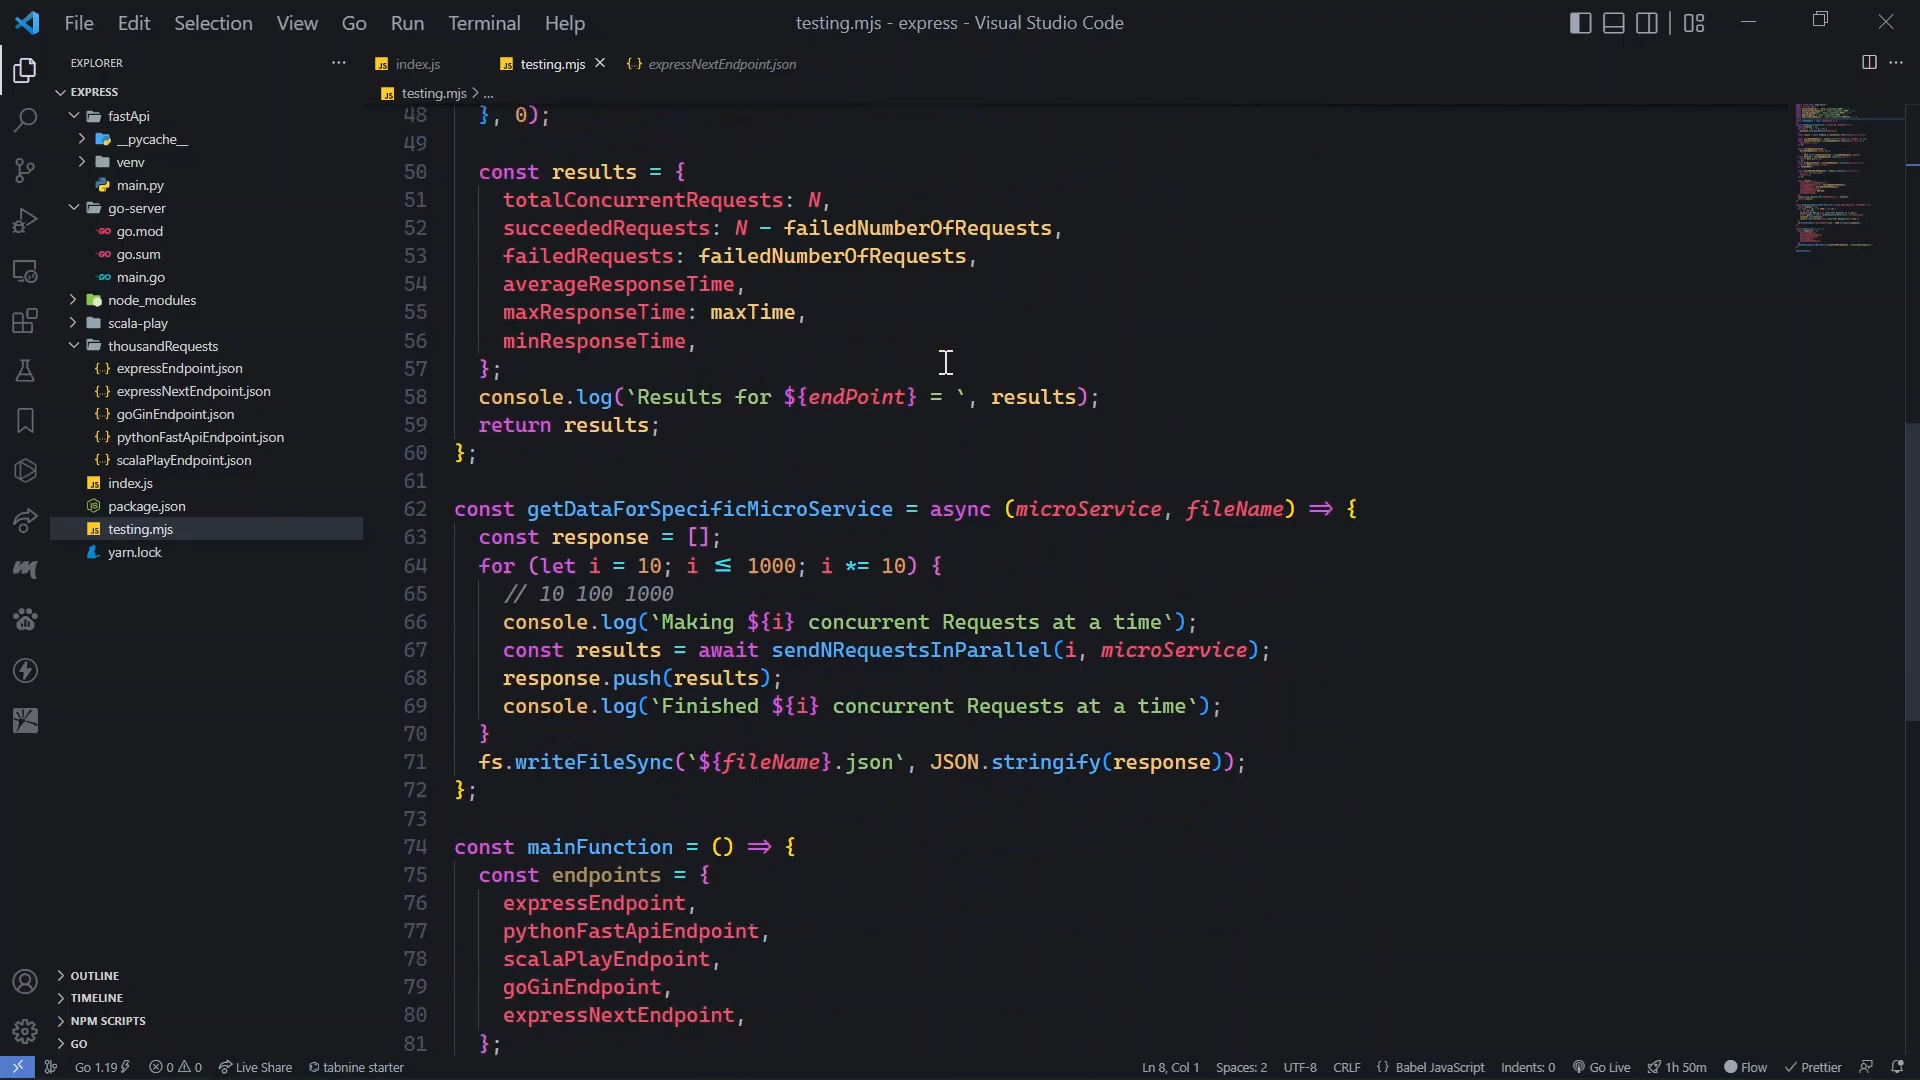 File Edit Selection View Go Run Terminal Help
testing.mjs - express - Visual Studio Code
EXPLORER
EXPRESS
fastApi
__pycache__
venv
main.py
go-server
go.mod
go.sum
main.go
node_modules
scala-play
thousandRequests
expressEndpoint.json
expressNextEndpoint.json
goGinEndpoint.json
pythonFastApiEndpoint.json
scalaPlayEndpoint.json
index.js
package.json
testing.mjs
yarn.lock
OUTLINE
TIMELINE
NPM SCRIPTS
GO
index.js testing.mjs expressNextEndpoint.json
testing.mjs > ...
48 }, 0);
49
50 const results = {
51 totalConcurrentRequests: N,
52 succeededRequests: N - failedNumberOfRequests,
53 failedRequests: failedNumberOfRequests,
54 averageResponseTime,
55 maxResponseTime: maxTime,
56 minResponseTime,
57 };
58 console.log(`Results for ${endPoint} = `, results);
59 return results;
60 };
61
62 const getDataForSpecificMicroService = async (microService, fileName) ⇒ {
63 const response = [];
64 for (let i = 10; i ≤ 1000; i *= 10) {
65 // 10 100 1000
66 console.log(`Making ${i} concurrent Requests at a time`);
67 const results = await sendNRequestsInParallel(i, microService);
68 response.push(results);
69 console.log(`Finished ${i} concurrent Requests at a time`);
70 }
71 fs.writeFileSync(`${fileName}.json`, JSON.stringify(response));
72 };
73
74 const mainFunction = () ⇒ {
75 const endpoints = {
76 expressEndpoint,
77 pythonFastApiEndpoint,
78 scalaPlayEndpoint,
79 goGinEndpoint,
80 expressNextEndpoint,
81 };
Go 1.19 0 0 Live Share tabnine starter Ln 8, Col 1 Spaces: 2 UTF-8 CRLF {} Babel JavaScript Indents: 0 Go Live 1h 50m Flow Prettier